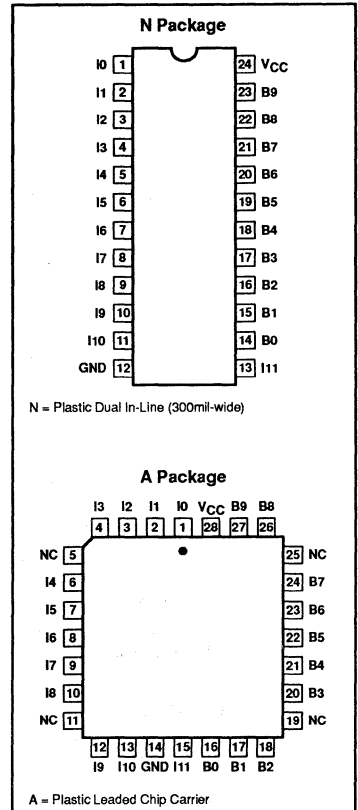 N Package
I0 1 24 VCC
I1 2 23 B9
I2 3 22 B8
I3 4 21 B7
I4 5 20 B6
I5 6 19 B5
I6 7 18 B4
I7 8 17 B3
I8 9 16 B2
I9 10 15 B1
I10 11 14 B0
GND 12 13 I11
N = Plastic Dual In-Line (300mil-wide)
A Package
I3 I2 I1 I0 VCC B9 B8
4 3 2 1 28 27 26
NC 5 25 NC
I4 6 24 B7
I5 7 23 B6
I6 8 22 B5
I7 9 21 B4
I8 10 20 B3
NC 11 19 NC
12 13 14 15 16 17 18
I9 I10 GND I11 B0 B1 B2
A = Plastic Leaded Chip Carrier